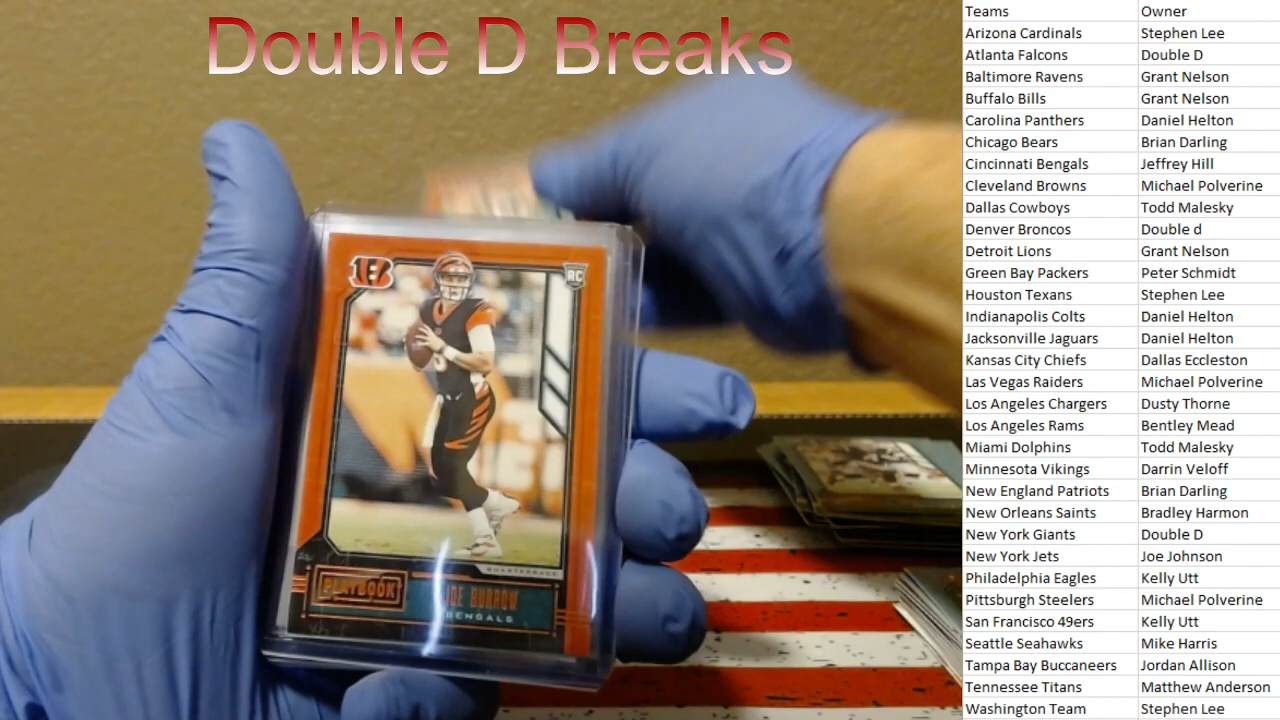 Double D Breaks
RC
QUARTERBACK
PLAYBOOK
JOE BURROW
BENGALS
Teams Owner
Arizona Cardinals Stephen Lee
Atlanta Falcons Double D
Baltimore Ravens Grant Nelson
Buffalo Bills Grant Nelson
Carolina Panthers Daniel Helton
Chicago Bears Brian Darling
Cincinnati Bengals Jeffrey Hill
Cleveland Browns Michael Polverine
Dallas Cowboys Todd Malesky
Denver Broncos Double d
Detroit Lions Grant Nelson
Green Bay Packers Peter Schmidt
Houston Texans Stephen Lee
Indianapolis Colts Daniel Helton
Jacksonville Jaguars Daniel Helton
Kansas City Chiefs Dallas Eccleston
Las Vegas Raiders Michael Polverine
Los Angeles Chargers Dusty Thorne
Los Angeles Rams Bentley Mead
Miami Dolphins Todd Malesky
Minnesota Vikings Darrin Veloff
New England Patriots Brian Darling
New Orleans Saints Bradley Harmon
New York Giants Double D
New York Jets Joe Johnson
Philadelphia Eagles Kelly Utt
Pittsburgh Steelers Michael Polverine
San Francisco 49ers Kelly Utt
Seattle Seahawks Mike Harris
Tampa Bay Buccaneers Jordan Allison
Tennessee Titans Matthew Anderson
Washington Team Stephen Lee